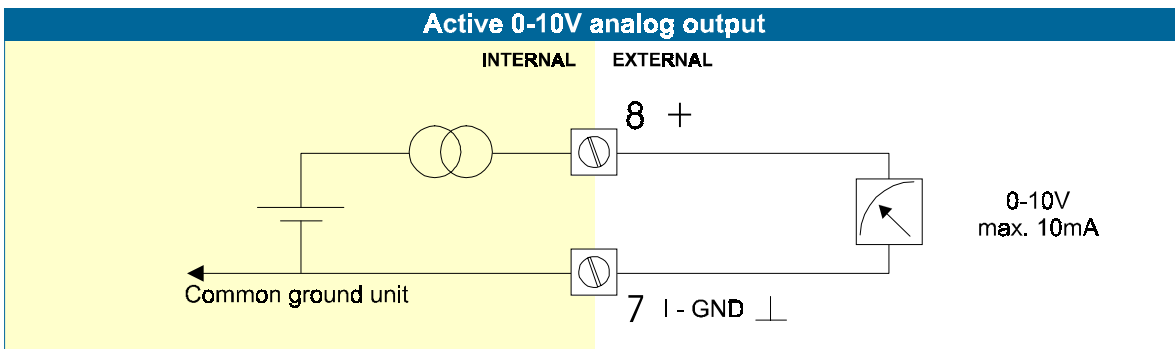 Active 0-10V analog output
INTERNAL EXTERNAL
8 +
0-10V
max. 10mA
Common ground unit
7 I - GND ⊥